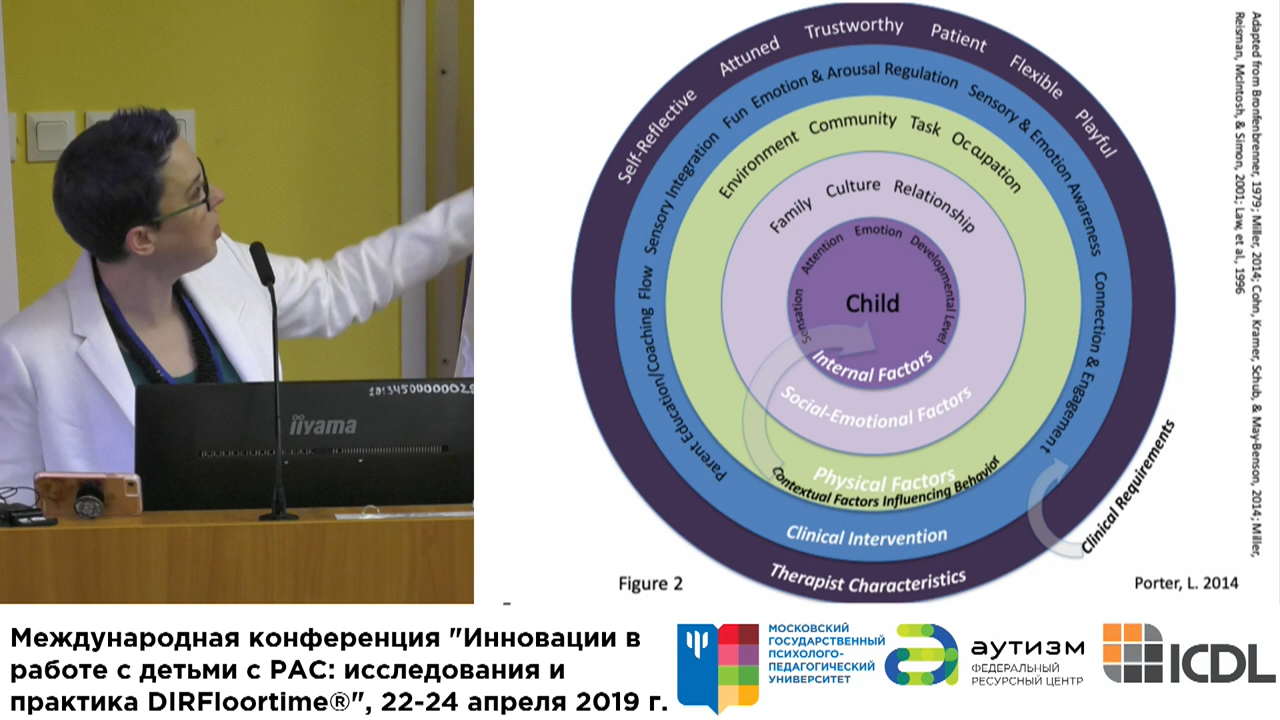 Self-Reflective Attuned Trustworthy Patient Flexible Playful
Parent Education/Coaching Flow Sensory Integration Fun Emotion & Arousal Regulation Sensory & Emotion Awareness Connection & Engagement
Environment Community Task Occupation
Family Culture Relationship
Sensation Attention Emotion Developmental Level
Child
Internal Factors
Social-Emotional Factors
Physical Factors
Contextual Factors Influencing Behavior
Clinical Intervention
Therapist Characteristics
Clinical Requirements
Figure 2
Porter, L. 2014
Adapted from Bronfenbrenner, 1979; Miller, 2014; Cohn, Kramer, Schub, & May-Benson, 2014; Miller,
Reisman, McIntosh, & Simon, 2001; Law, et al., 1996
iiyama
Международная конференция "Инновации в
работе с детьми с РАС: исследования и
практика DIRFloortime®", 22-24 апреля 2019 г.
МОСКОВСКИЙ
ГОСУДАРСТВЕННЫЙ
ПСИХОЛОГО-
ПЕДАГОГИЧЕСКИЙ
УНИВЕРСИТЕТ
аутизм
ФЕДЕРАЛЬНЫЙ
РЕСУРСНЫЙ ЦЕНТР
ICDL